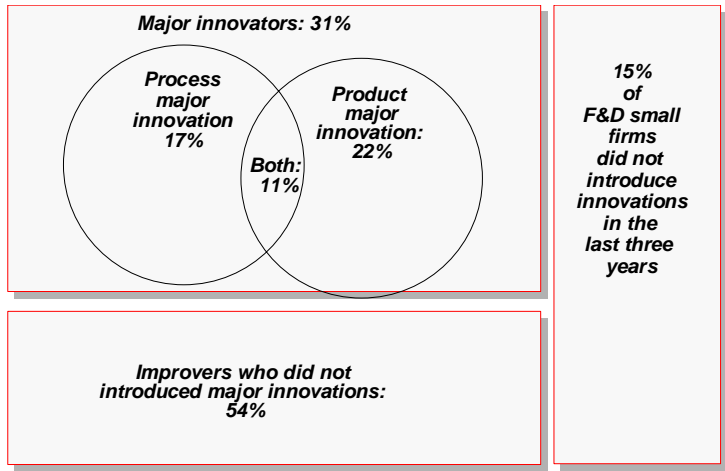 Major innovators: 31%
Process
major
innovation
17%
Product
major
innovation:
22%
Both:
11%
15%
of
F&D small
firms
did not
introduce
innovations
in the
last three
years
Improvers who did not
introduced major innovations:
54%